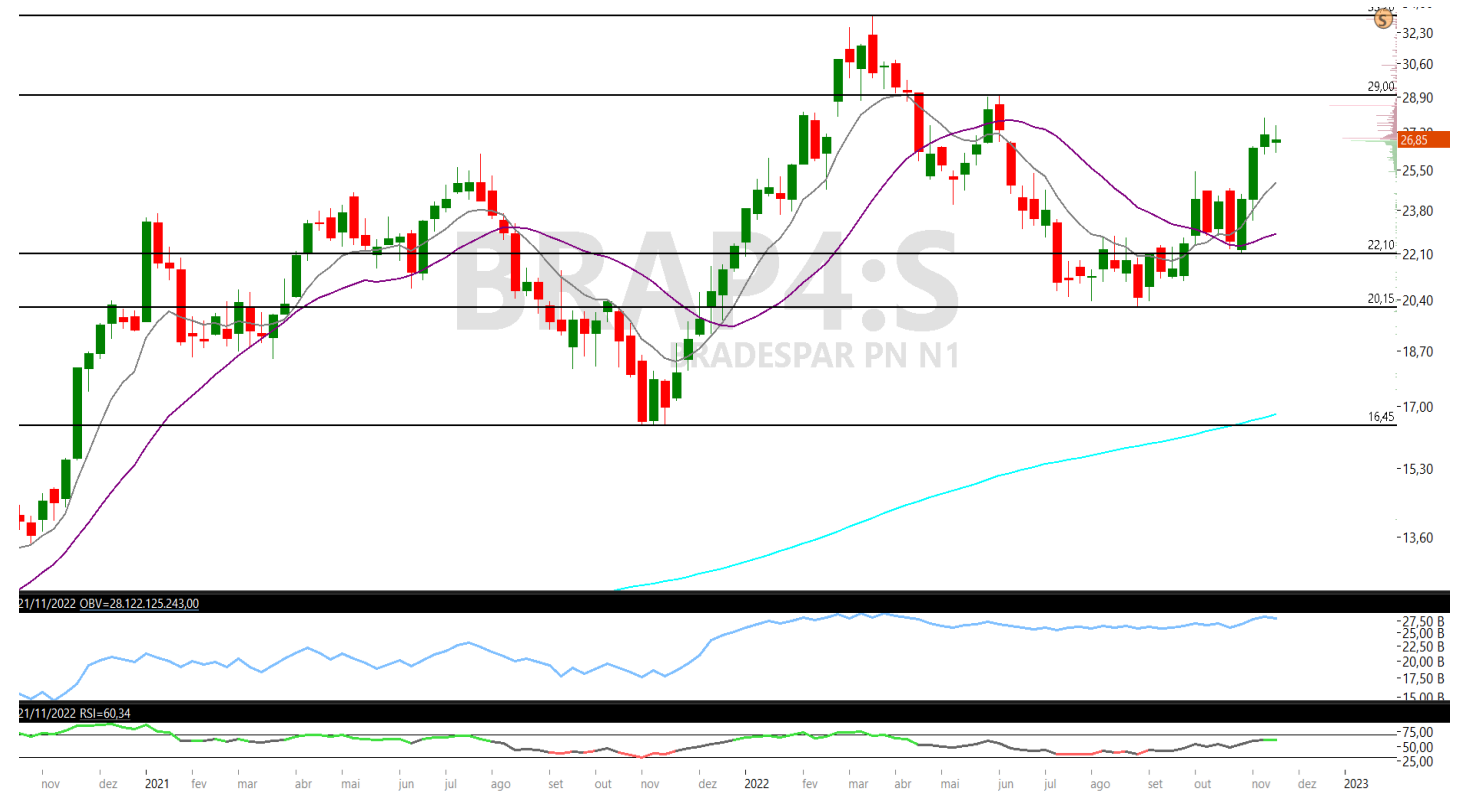 32,30
30,60
29,00
28,90
26,85
25,50
23,80
22,10
22,10
20,15
20,40
18,70
17,00
16,45
15,30
13,60
BRAP4:S
BRADESPAR PN N1
S
21/11/2022 OBV=28.122.125.243,00
27,50 B
25,00 B
22,50 B
20,00 B
17,50 B
15,00 B
21/11/2022 RSI=60,34
75,00
50,00
25,00
nov dez 2021 fev mar abr mai jun jul ago set out nov dez 2022 fev mar abr mai jun jul ago set out nov dez 2023